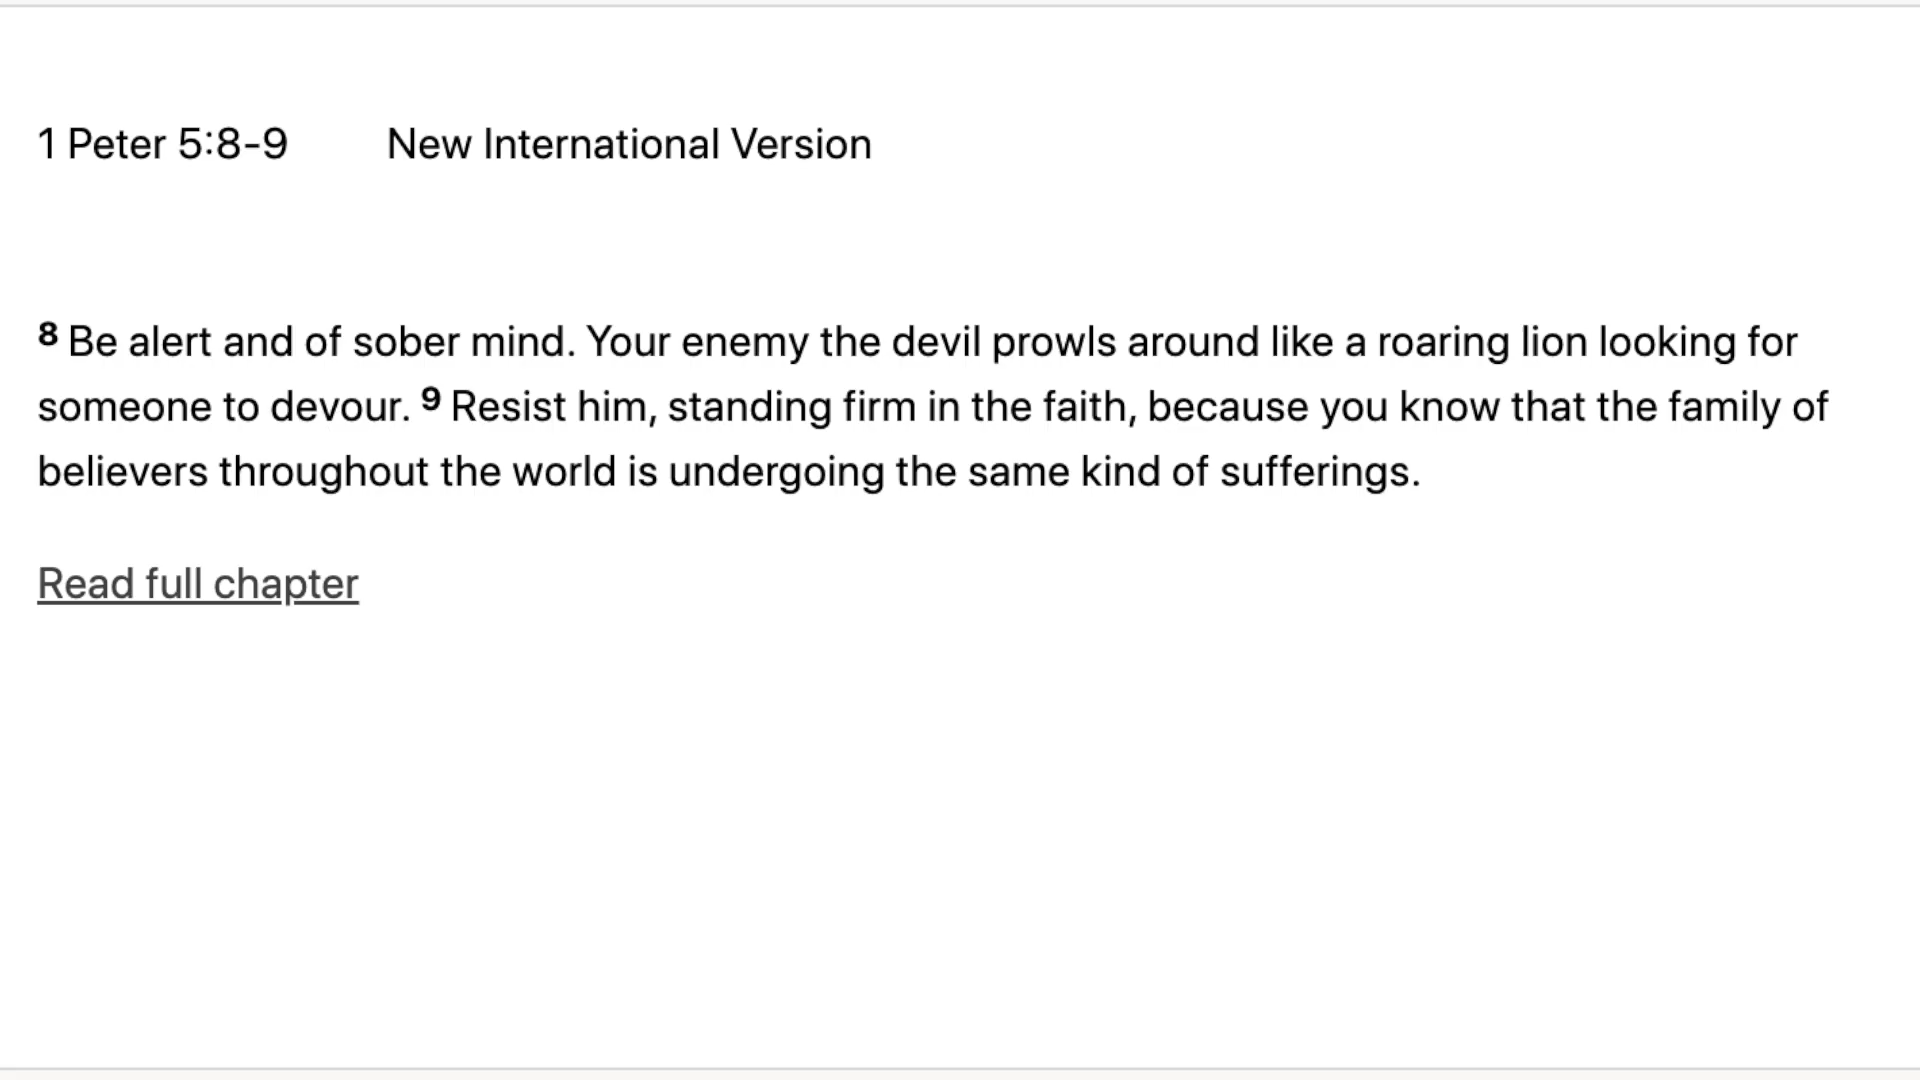 1 Peter 5:8-9 New International Version
8 Be alert and of sober mind. Your enemy the devil prowls around like a roaring lion looking for
someone to devour. 9 Resist him, standing firm in the faith, because you know that the family of
believers throughout the world is undergoing the same kind of sufferings.
Read full chapter